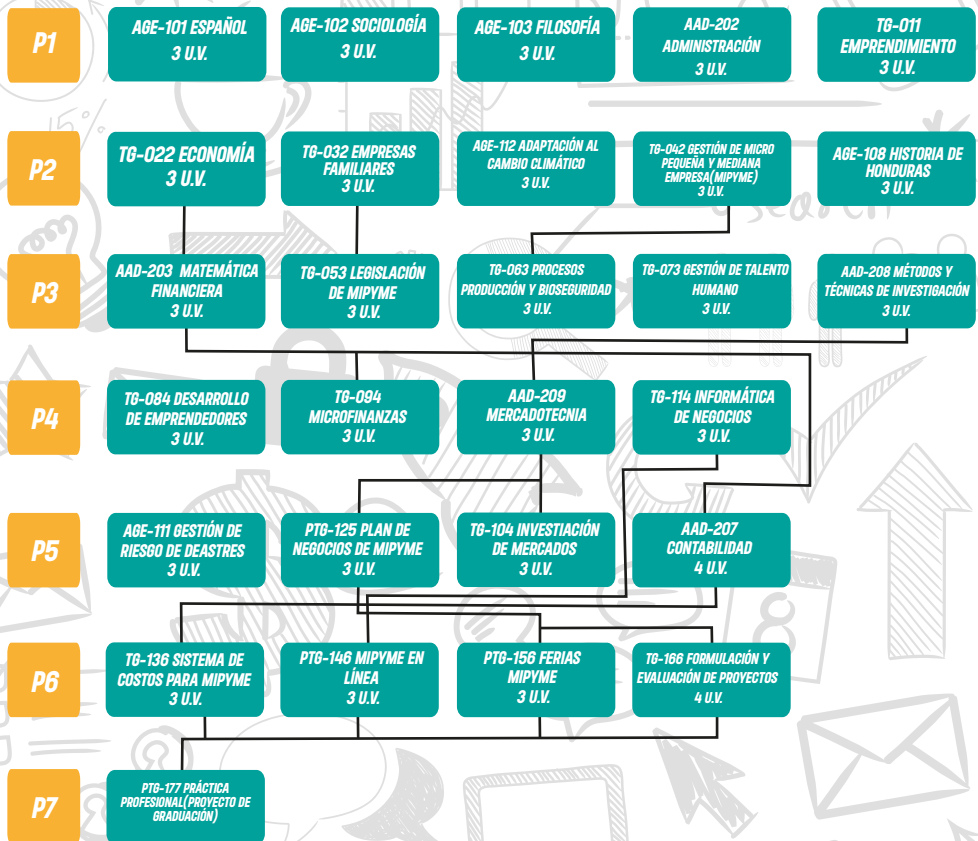 P1
AGE-101 ESPAÑOL
3 U.V.
AGE-102 SOCIOLOGÍA
3 U.V.
AGE-103 FILOSOFÍA
3 U.V.
AAD-202
ADMINISTRACIÓN
3 U.V.
TG-011
EMPRENDIMIENTO
3 U.V.
P2
TG-022 ECONOMÍA
3 U.V.
TG-032 EMPRESAS
FAMILIARES
3 U.V.
AGE-112 ADAPTACIÓN AL
CAMBIO CLIMÁTICO
3 U.V.
TG-042 GESTIÓN DE MICRO
PEQUEÑA Y MEDIANA
EMPRESA(MIPYME)
3 U.V.
AGE-108 HISTORIA DE
HONDURAS
3 U.V.
P3
AAD-203 MATEMÁTICA
FINANCIERA
3 U.V.
TG-053 LEGISLACIÓN
DE MIPYME
3 U.V.
TG-063 PROCESOS
PRODUCCIÓN Y BIOSEGURIDAD
3 U.V.
TG-073 GESTIÓN DE TALENTO
HUMANO
3 U.V.
AAD-208 MÉTODOS Y
TÉCNICAS DE INVESTIGACIÓN
3 U.V.
P4
TG-084 DESARROLLO
DE EMPRENDEDORES
3 U.V.
TG-094
MICROFINANZAS
3 U.V.
AAD-209
MERCADOTECNIA
3 U.V.
TG-114 INFORMÁTICA
DE NEGOCIOS
3 U.V.
P5
AGE-111 GESTIÓN DE
RIESGO DE DEASTRES
3 U.V.
PTG-125 PLAN DE
NEGOCIOS DE MIPYME
3 U.V.
TG-104 INVESTIACIÓN
DE MERCADOS
3 U.V.
AAD-207
CONTABILIDAD
4 U.V.
P6
TG-136 SISTEMA DE
COSTOS PARA MIPYME
3 U.V.
PTG-146 MIPYME EN
LÍNEA
3 U.V.
PTG-156 FERIAS
MIPYME
3 U.V.
TG-166 FORMULACIÓN Y
EVALUACIÓN DE PROYECTOS
4 U.V.
P7
PTG-177 PRÁCTICA
PROFESIONAL(PROYECTO DE
GRADUACIÓN)